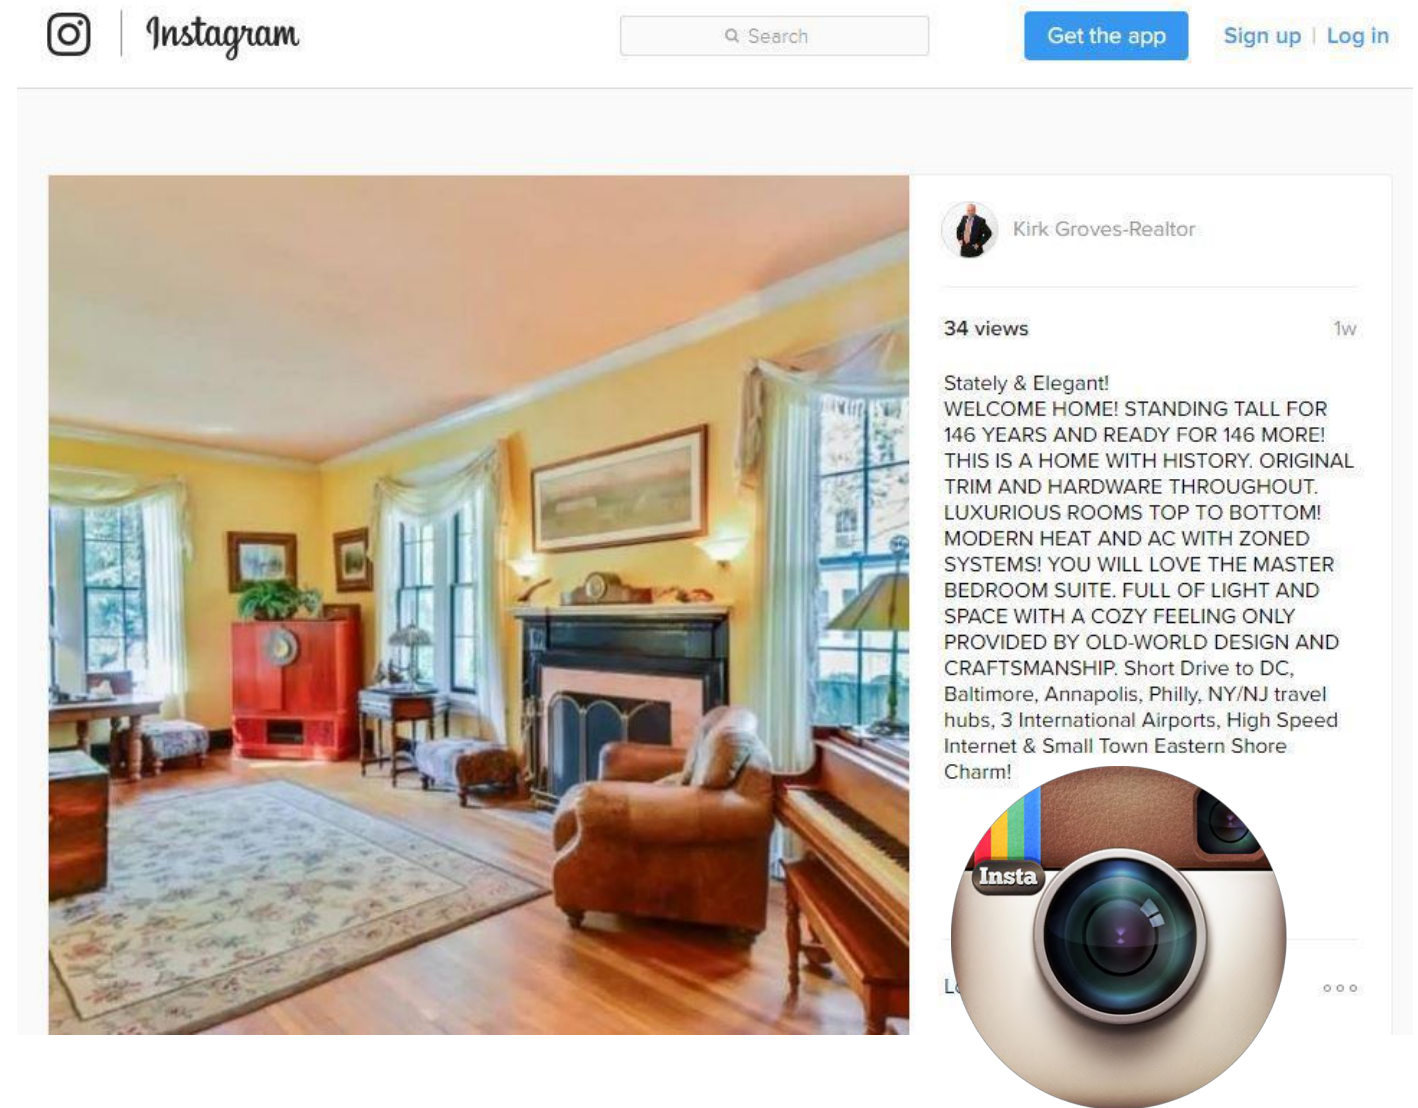 Instagram
Search
Get the app
Sign up | Log in
Kirk Groves-Realtor
34 views
1w
Stately & Elegant!
WELCOME HOME! STANDING TALL FOR
146 YEARS AND READY FOR 146 MORE!
THIS IS A HOME WITH HISTORY. ORIGINAL
TRIM AND HARDWARE THROUGHOUT.
LUXURIOUS ROOMS TOP TO BOTTOM!
MODERN HEAT AND AC WITH ZONED
SYSTEMS! YOU WILL LOVE THE MASTER
BEDROOM SUITE. FULL OF LIGHT AND
SPACE WITH A COZY FEELING ONLY
PROVIDED BY OLD-WORLD DESIGN AND
CRAFTSMANSHIP. Short Drive to DC,
Baltimore, Annapolis, Philly, NY/NJ travel
hubs, 3 International Airports, High Speed
Internet & Small Town Eastern Shore
Charm!
Insta